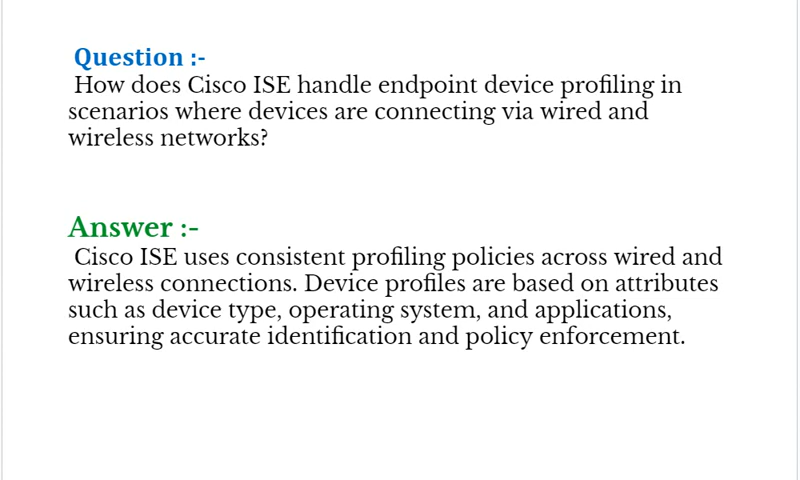 Question :-
How does Cisco ISE handle endpoint device profiling in
scenarios where devices are connecting via wired and
wireless networks?
Answer :-
Cisco ISE uses consistent profiling policies across wired and
wireless connections. Device profiles are based on attributes
such as device type, operating system, and applications,
ensuring accurate identification and policy enforcement.